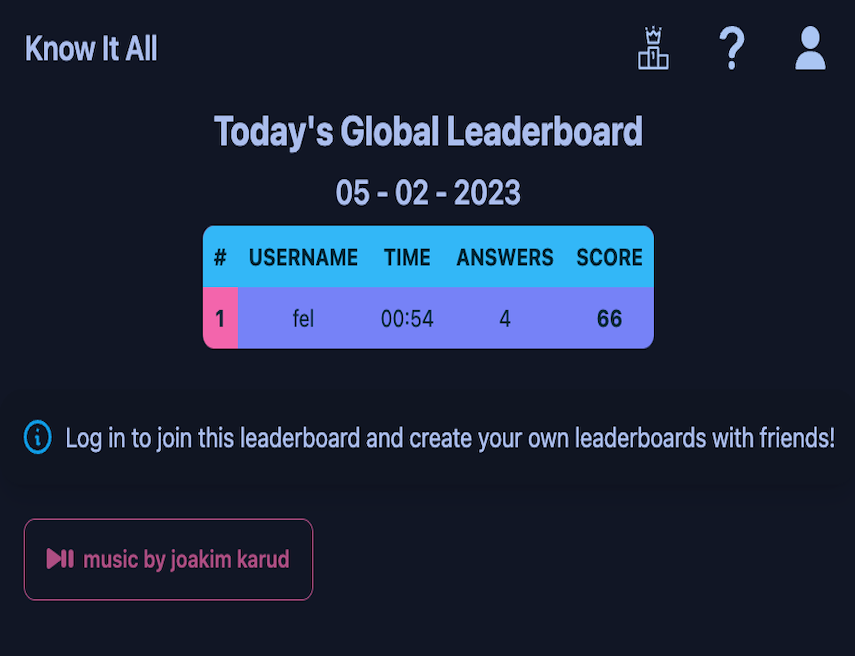 Know It All
Today's Global Leaderboard
05 - 02 - 2023
# USERNAME TIME ANSWERS SCORE
1 fel 00:54 4 66
Log in to join this leaderboard and create your own leaderboards with friends!
music by joakim karud